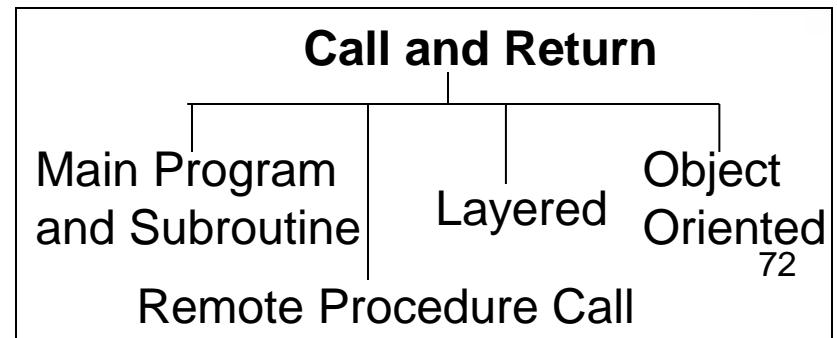 Call and Return
Main Program
and Subroutine
Remote Procedure Call
Layered
Object
Oriented
72